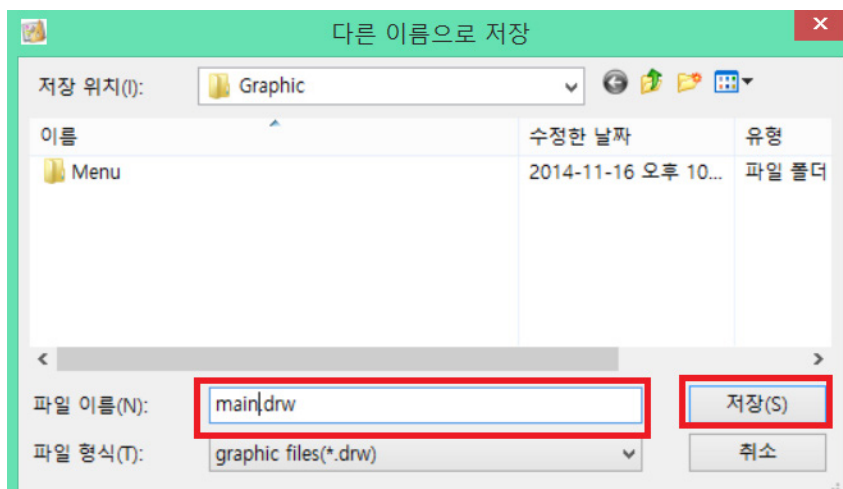 다른 이름으로 저장
저장 위치(I): Graphic
이름 수정한 날짜 유형
Menu 2014-11-16 오후 10... 파일 폴더
파일 이름(N): main.drw 저장(S)
파일 형식(T): graphic files(*.drw) 취소